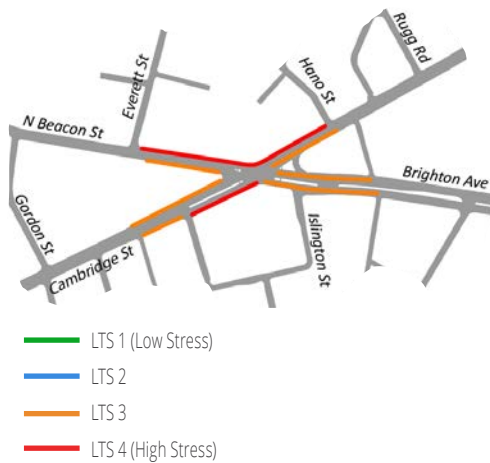 Rugg Rd
Hano St
Everett St
N Beacon St
Brighton Ave
Gordon St
Islington St
Cambridge St
LTS 1 (Low Stress)
LTS 2
LTS 3
LTS 4 (High Stress)